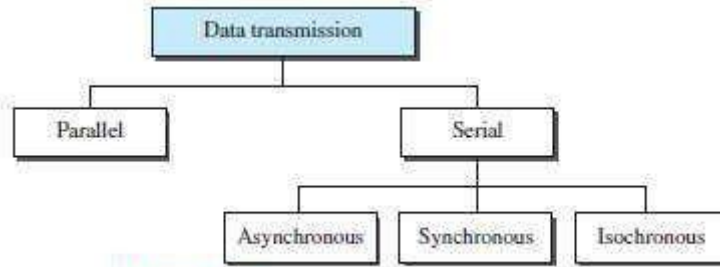 Data transmission
Parallel
Serial
Asynchronous
Synchronous
Isochronous